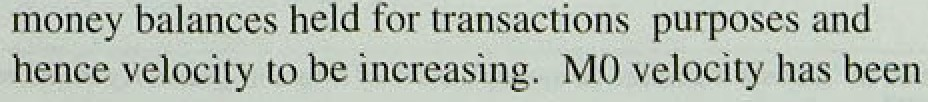 money balances held for transactions purposes and
hence velocity to be increasing. M0 velocity has been